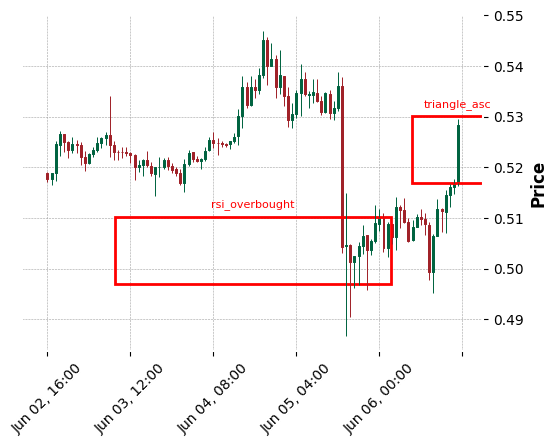 0.55
0.54
triangle_asc
0.53
0.52
Price
rsi_overbought
0.51
0.50
0.49
Jun 02, 16:00
Jun 03, 12:00
Jun 04, 08:00
Jun 05, 04:00
Jun 06, 00:00